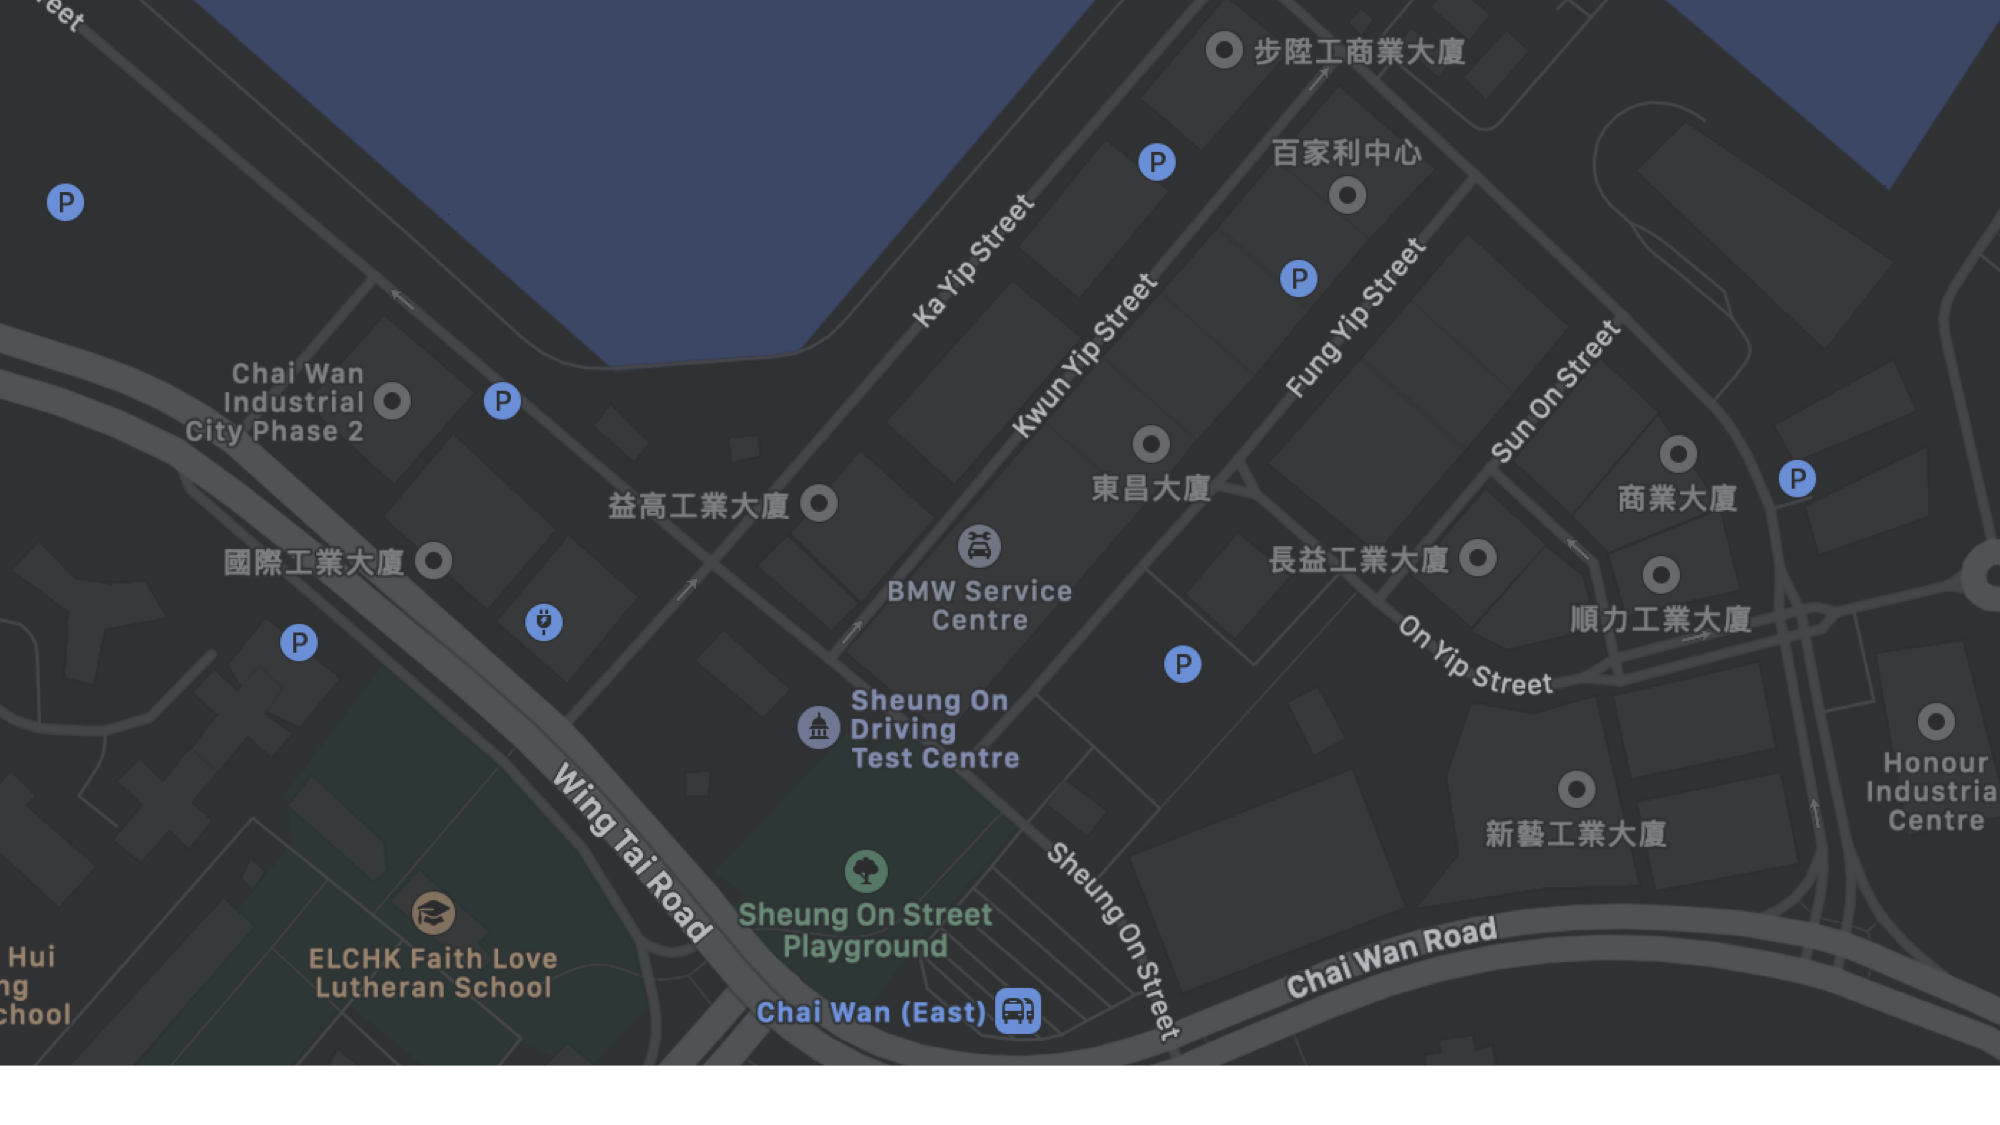 eet
步陞工商業大廈
百家利中心
P
P
P
Ka Yip Street
P
Kwun Yip Street
Fung Yip Street
Sun On Street
Chai Wan
Industrial
City Phase 2
P
東昌大廈
商業大廈
P
益高工業大廈
國際工業大廈
BMW Service
Centre
長益工業大廈
順力工業大廈
P
P
On Yip Street
Sheung On
Driving
Test Centre
Honour
Industria
Centre
新藝工業大廈
Wing Tai Road
Sheung On Street
Sheung On Street
Playground
Chai Wan Road
Hui
ng
chool
ELCHK Faith Love
Lutheran School
Chai Wan (East)